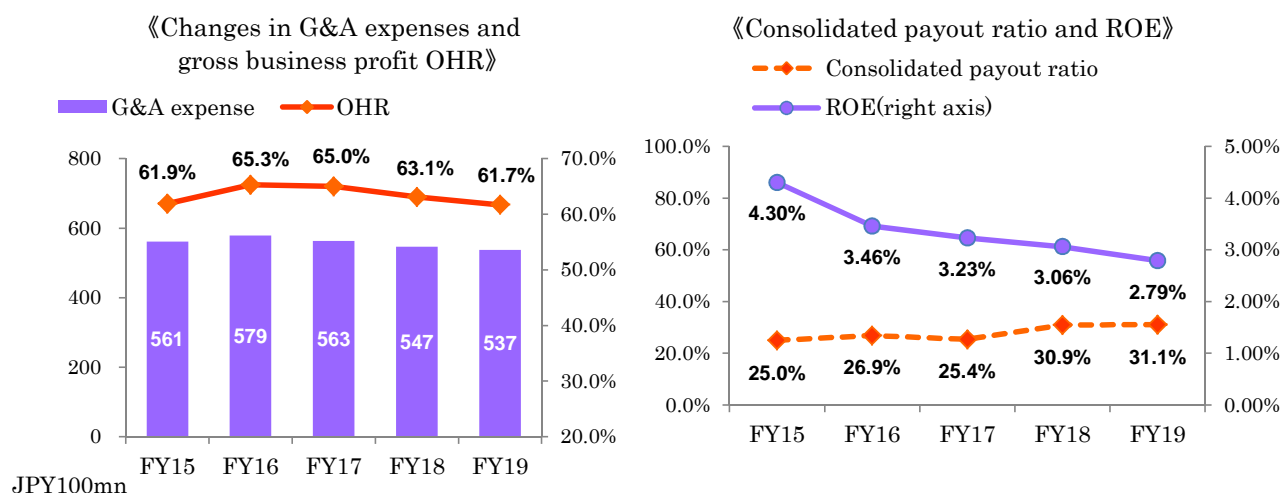 《Changes in G&A expenses and
gross business profit OHR》
G&A expense
OHR
800
600
400
200
0
70.0%
60.0%
50.0%
40.0%
30.0%
20.0%
61.9%
65.3%
65.0%
63.1%
61.7%
561
579
563
547
537
FY15
FY16
FY17
FY18
FY19
JPY100mn
《Consolidated payout ratio and ROE》
Consolidated payout ratio
ROE(right axis)
100.0%
80.0%
60.0%
40.0%
20.0%
0.0%
5.00%
4.00%
3.00%
2.00%
1.00%
0.00%
4.30%
3.46%
3.23%
3.06%
2.79%
25.0%
26.9%
25.4%
30.9%
31.1%
FY15
FY16
FY17
FY18
FY19